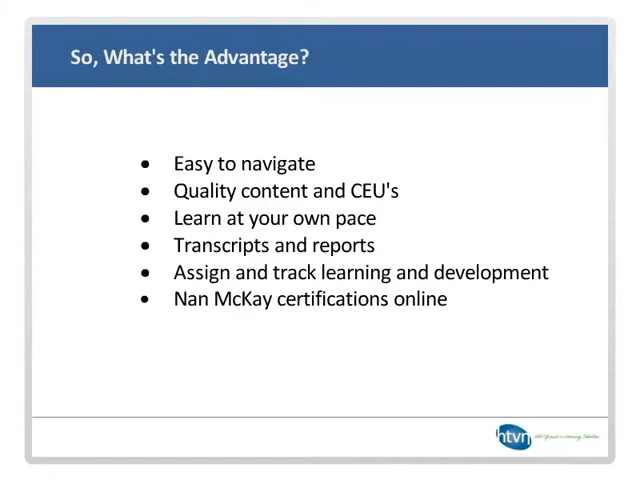 So, What's the Advantage?
• Easy to navigate
• Quality content and CEU's
• Learn at your own pace
• Transcripts and reports
• Assign and track learning and development
• Nan McKay certifications online
htvn